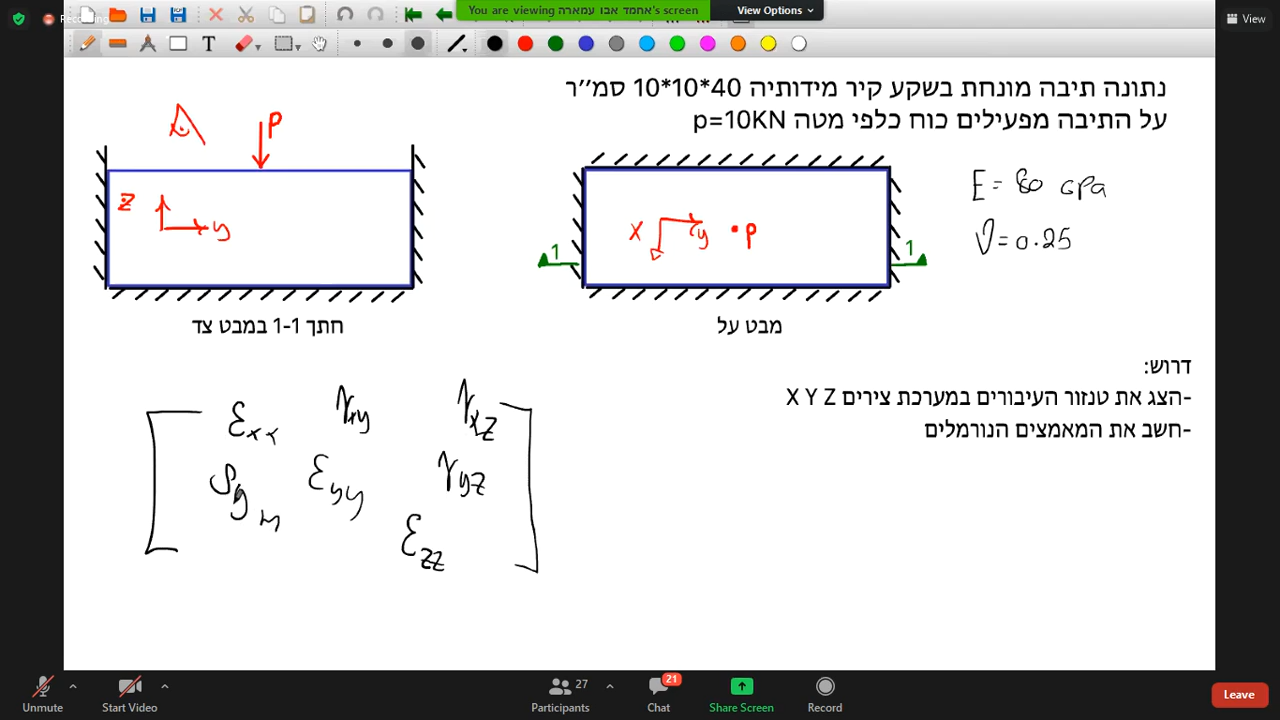 Recording
You are viewing אחמד אבו עמארה's screen
View Options
View
T
נתונה תיבה מונחת בשקע קיר מידותיה 40*10*10 סמ״ר
על התיבה מפעילים כוח כלפי מטה p=10KN
P
z
y
x
y
P
1
1
E = 80 GPa
ν = 0.25
חתך 1-1 במבט צד
מבט על
דרוש:
-הצג את טנזור העיבורים במערכת צירים X Y Z
-חשב את המאמצים הנורמלים
εxx γxy γxz
εyy γyz
εzz
Unmute
Start Video
27
Participants
21
Chat
Share Screen
Record
Leave